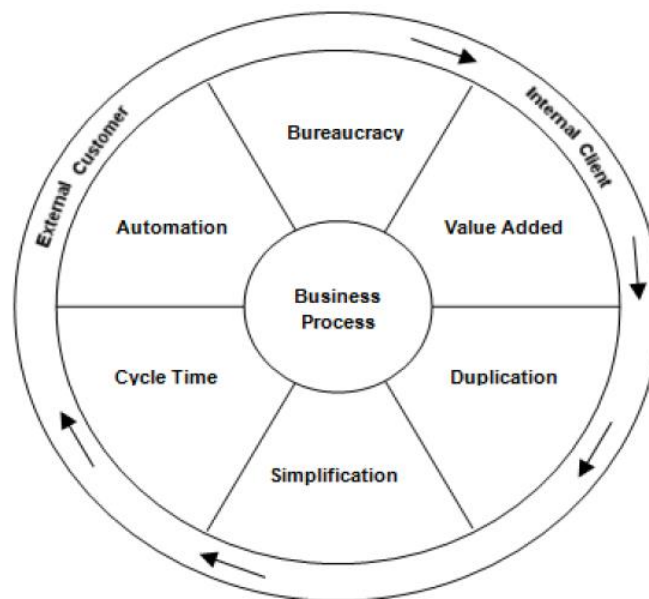 Bureaucracy
External Customer
Internal Client
Automation
Value Added
Business
Process
Cycle Time
Duplication
Simplification